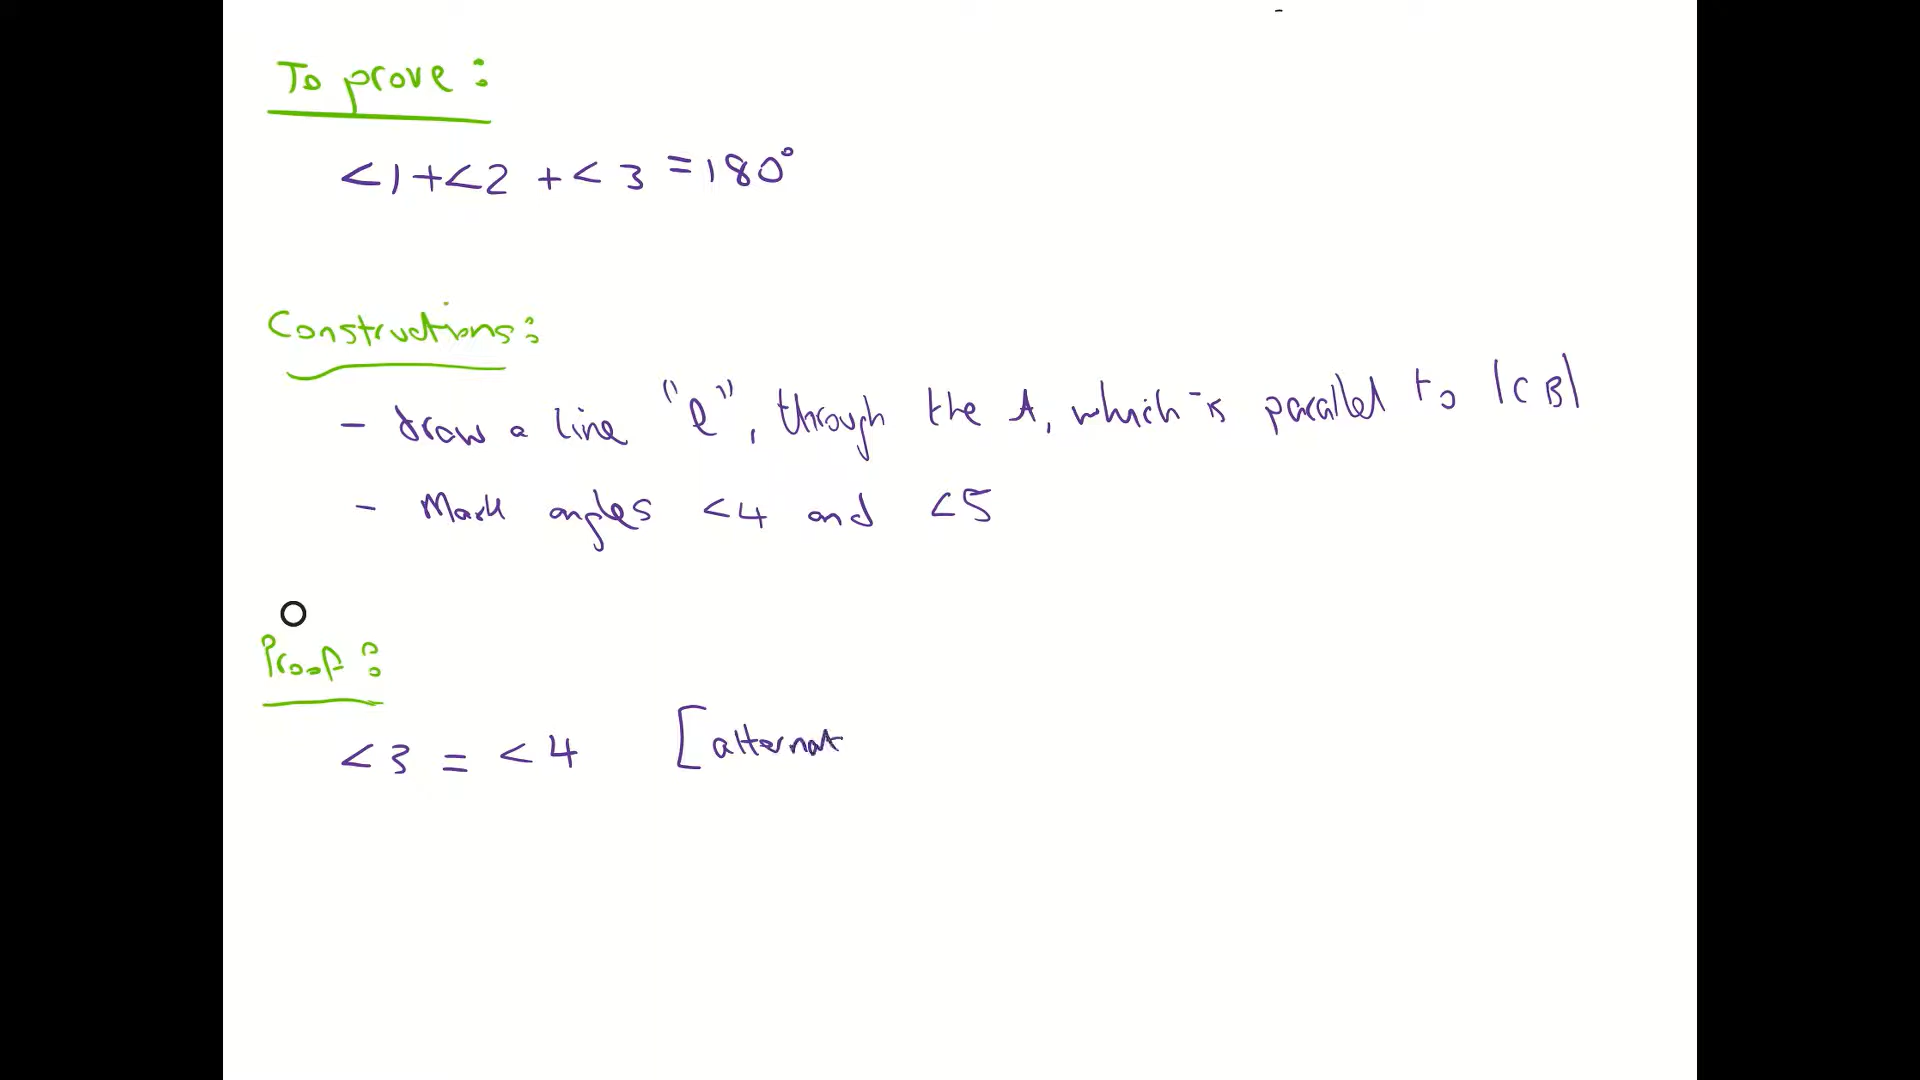 To prove :
<1+<2 +< 3 =180°
Constructions:
- draw a line "l", through the A, which is parallel to |CB|
- Mark angles <4 and <5
Proof :
<3 = <4 [alternat